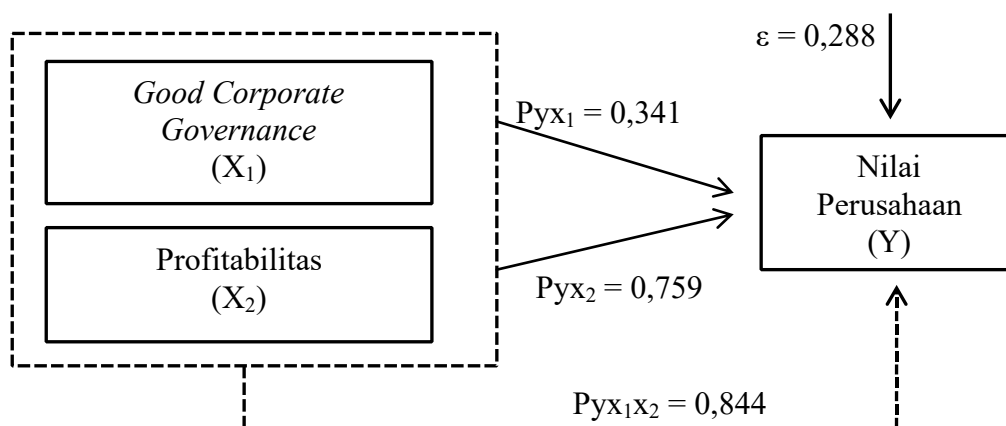 ε = 0,288
Good Corporate
Governance
(X₁)
Pyx₁ = 0,341
Nilai
Perusahaan
(Y)
Profitabilitas
(X₂)
Pyx₂ = 0,759
Pyx₁x₂ = 0,844